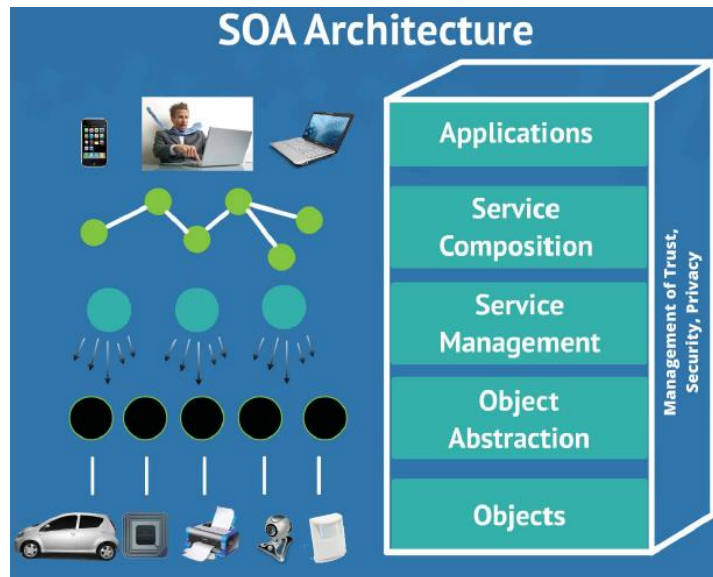 SOA Architecture
Applications
Service
Composition
Service
Management
Object
Abstraction
Objects
Management of Trust,
Security, Privacy